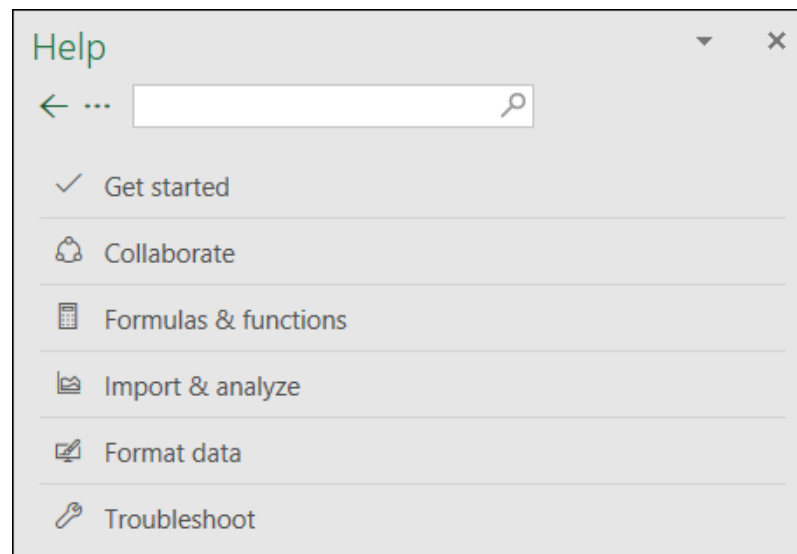 Help
Get started
Collaborate
Formulas & functions
Import & analyze
Format data
Troubleshoot